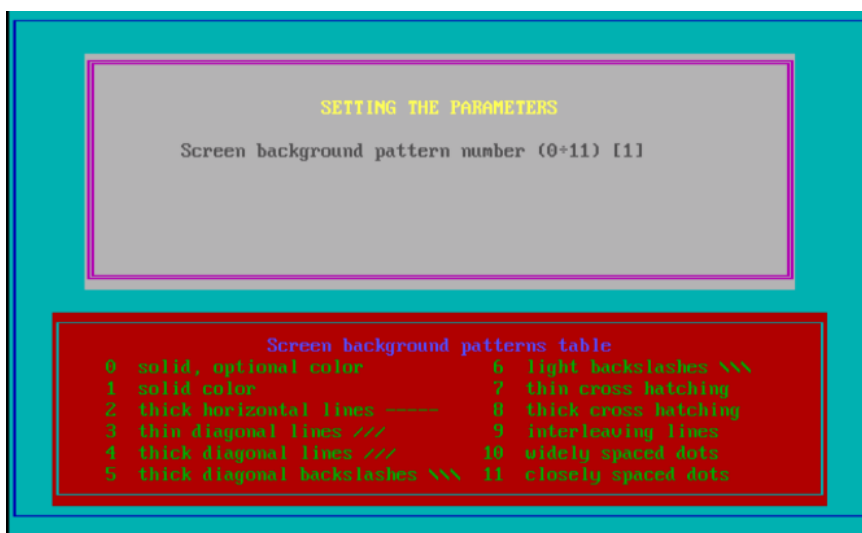 SETTING THE PARAMETERS
Screen background pattern number (0÷11) [1]
Screen background patterns table
0 solid, optional color
1 solid color
2 thick horizontal lines -----
3 thin diagonal lines ///
4 thick diagonal lines ///
5 thick diagonal backslashes \\\
6 light backslashes \\\
7 thin cross hatching
8 thick cross hatching
9 interleaving lines
10 widely spaced dots
11 closely spaced dots